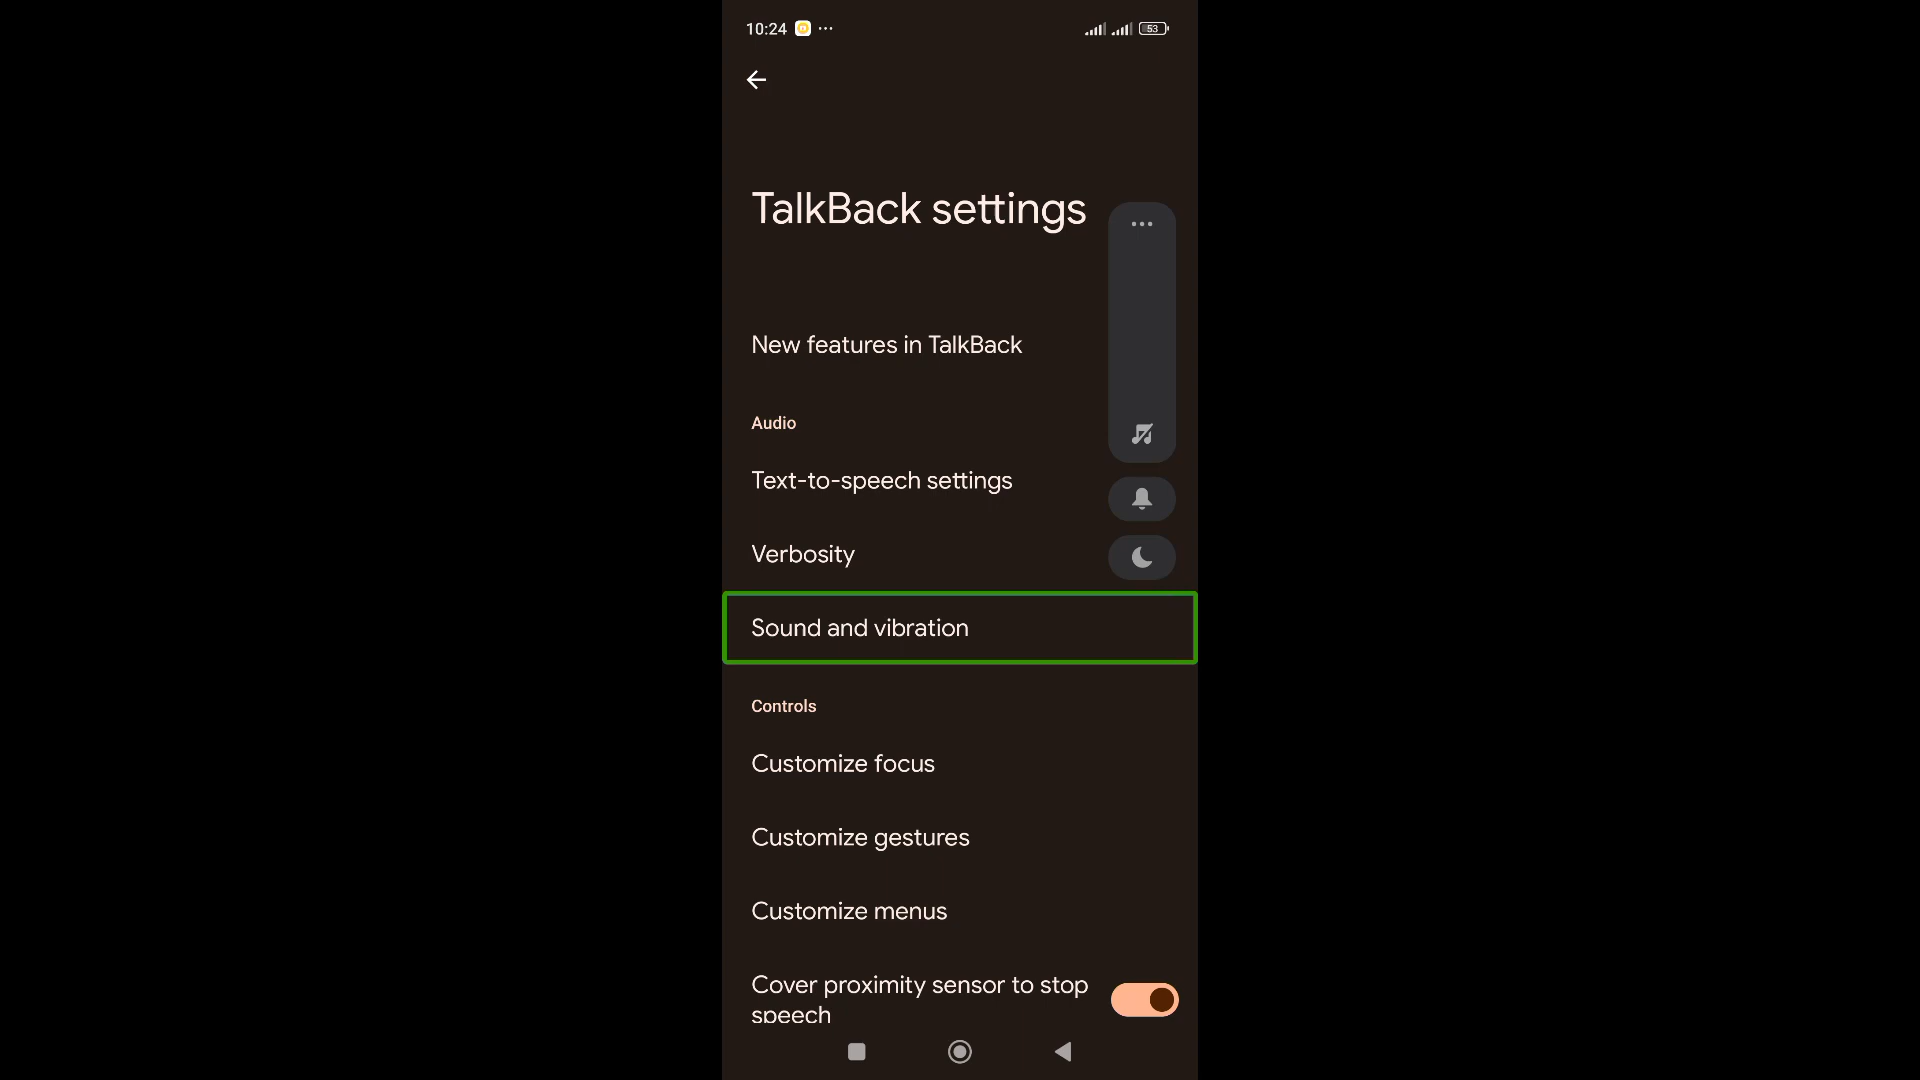 10:24
53
TalkBack settings
New features in TalkBack
Audio
Text-to-speech settings
Verbosity
Sound and vibration
Controls
Customize focus
Customize gestures
Customize menus
Cover proximity sensor to stop
speech